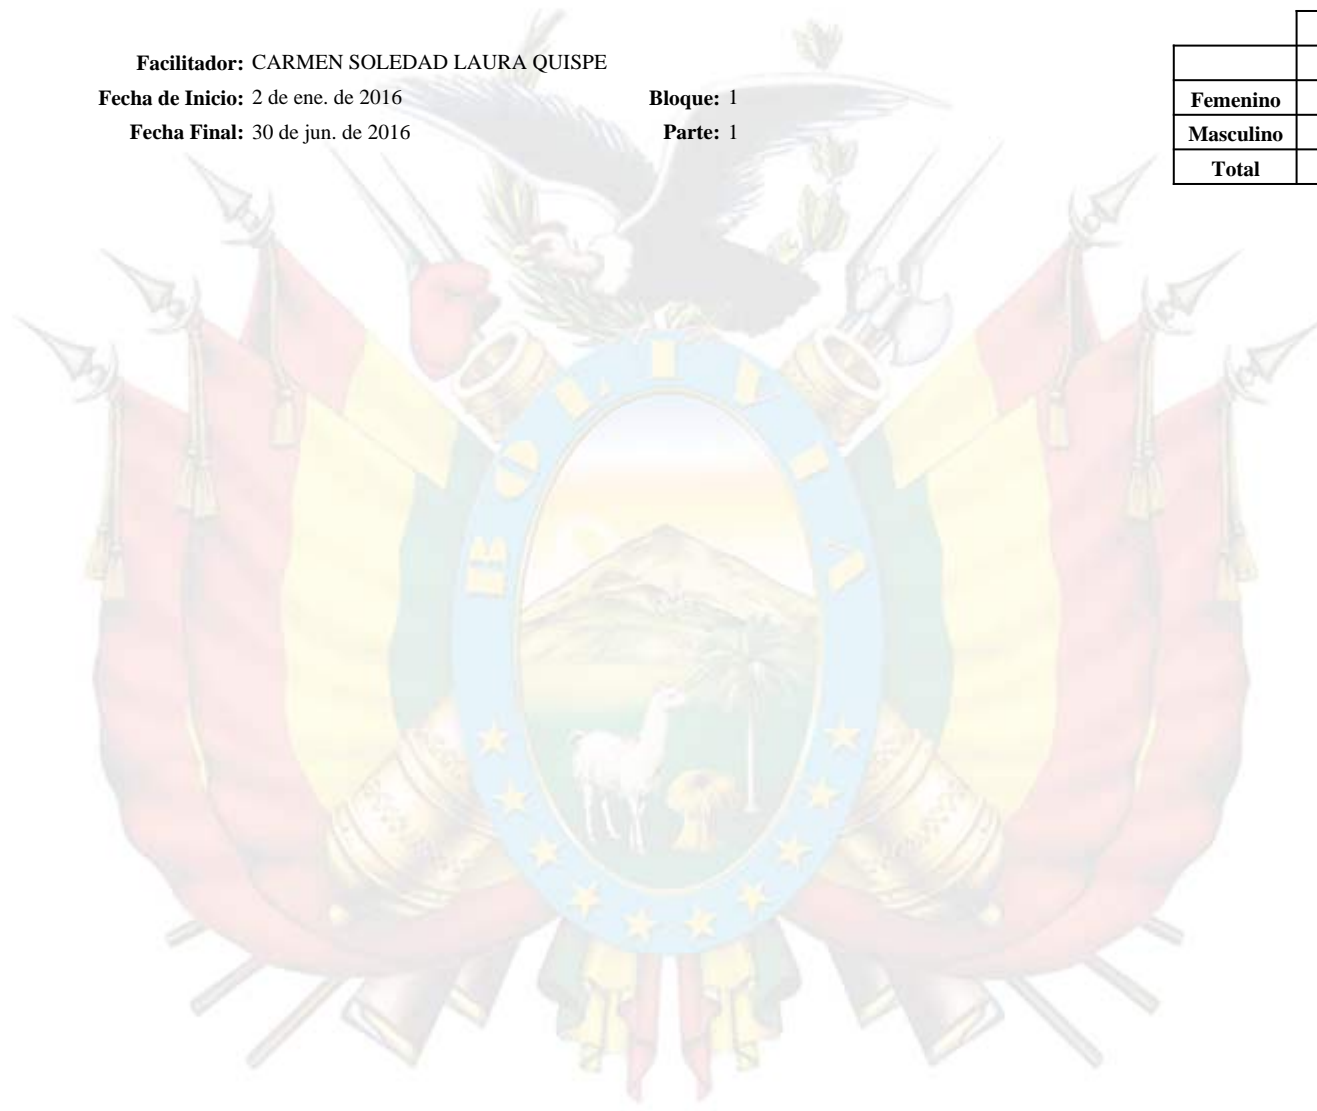 Facilitador: CARMEN SOLEDAD LAURA QUISPE
Fecha de Inicio: 2 de ene. de 2016 Bloque: 1
Fecha Final: 30 de jun. de 2016 Parte: 1
Femenino
Masculino
Total
BOLIVIA